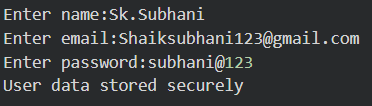 Enter name:Sk.Subhani
Enter email:Shaiksubhani123@gmail.com
Enter password:subhani@123
User data stored securely